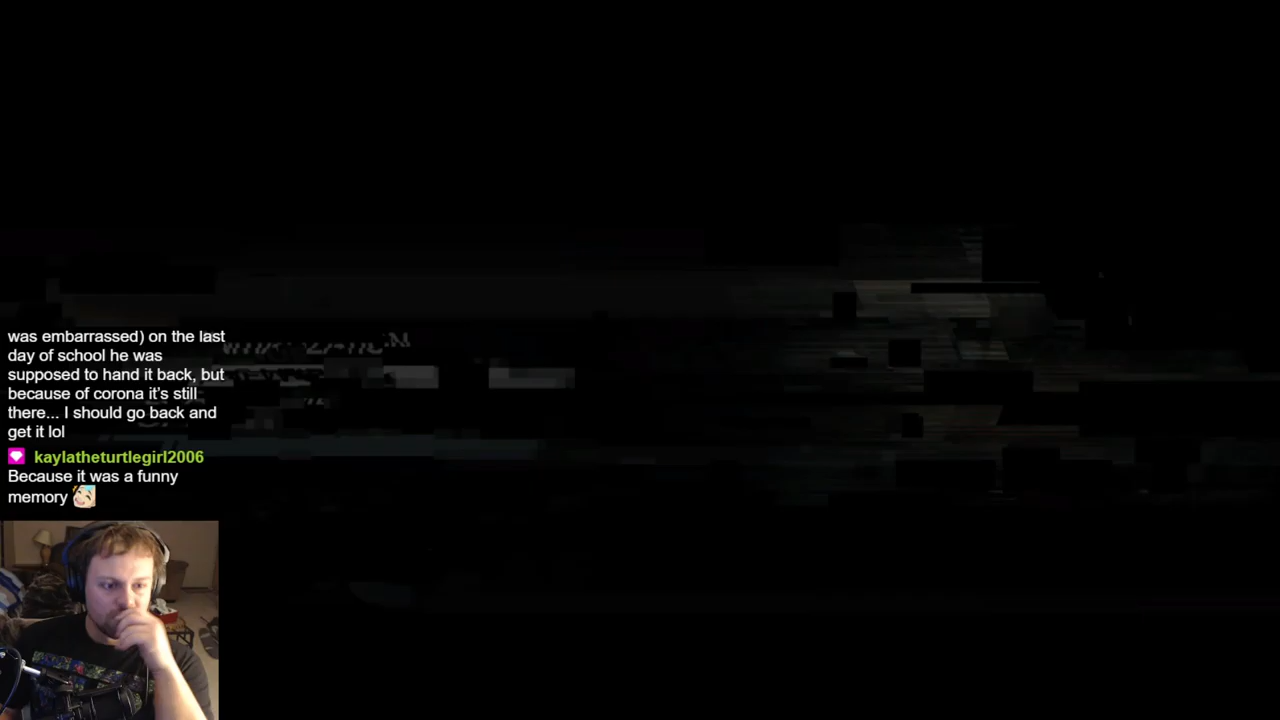 was embarrassed) on the last
day of school he was
supposed to hand it back, but
because of corona it's still
there... I should go back and
get it lol
kaylatheturtlegirl2006
Because it was a funny
memory